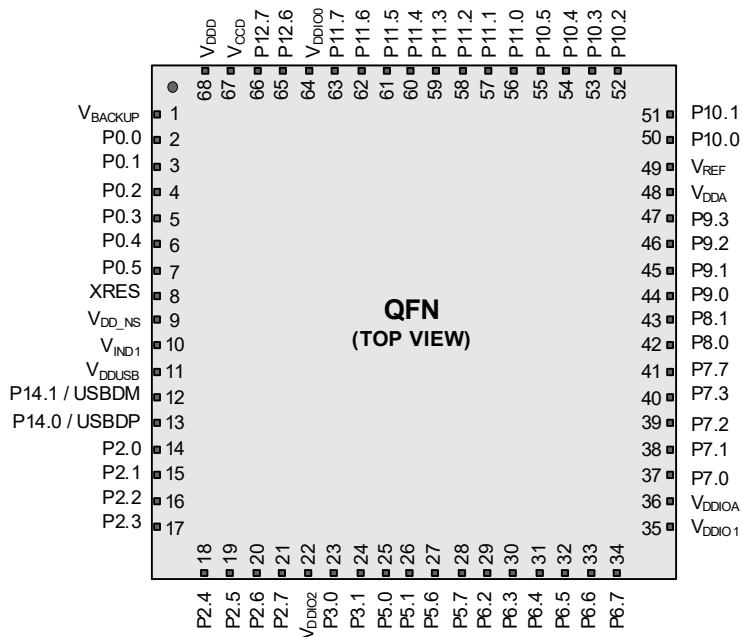 VDDD
VCCD
P12.7
P12.6
VDDIO0
P11.7
P11.6
P11.5
P11.4
P11.3
P11.2
P11.1
P11.0
P10.5
P10.4
P10.3
P10.2
68 67 66 65 64 63 62 61 60 59 58 57 56 55 54 53 52
VBACKUP 1
P0.0 2
P0.1 3
P0.2 4
P0.3 5
P0.4 6
P0.5 7
XRES 8
VDD_NS 9
VIND1 10
VDDUSB 11
P14.1 / USBDM 12
P14.0 / USBDP 13
P2.0 14
P2.1 15
P2.2 16
P2.3 17
QFN
(TOP VIEW)
51 P10.1
50 P10.0
49 VREF
48 VDDA
47 P9.3
46 P9.2
45 P9.1
44 P9.0
43 P8.1
42 P8.0
41 P7.7
40 P7.3
39 P7.2
38 P7.1
37 P7.0
36 VDDIOA
35 VDDIO1
18 19 20 21 22 23 24 25 26 27 28 29 30 31 32 33 34
P2.4
P2.5
P2.6
P2.7
VDDIO2
P3.0
P3.1
P5.0
P5.1
P5.6
P5.7
P6.2
P6.3
P6.4
P6.5
P6.6
P6.7